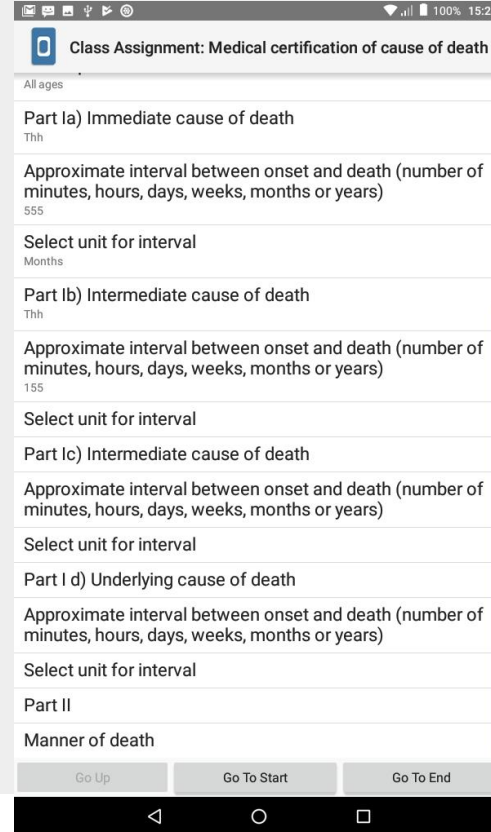 100% 15:2
Class Assignment: Medical certification of cause of death
All ages
Part Ia) Immediate cause of death
Thh
Approximate interval between onset and death (number of
minutes, hours, days, weeks, months or years)
555
Select unit for interval
Months
Part Ib) Intermediate cause of death
Thh
Approximate interval between onset and death (number of
minutes, hours, days, weeks, months or years)
155
Select unit for interval
Part Ic) Intermediate cause of death
Approximate interval between onset and death (number of
minutes, hours, days, weeks, months or years)
Select unit for interval
Part I d) Underlying cause of death
Approximate interval between onset and death (number of
minutes, hours, days, weeks, months or years)
Select unit for interval
Part II
Manner of death
Go Up Go To Start Go To End